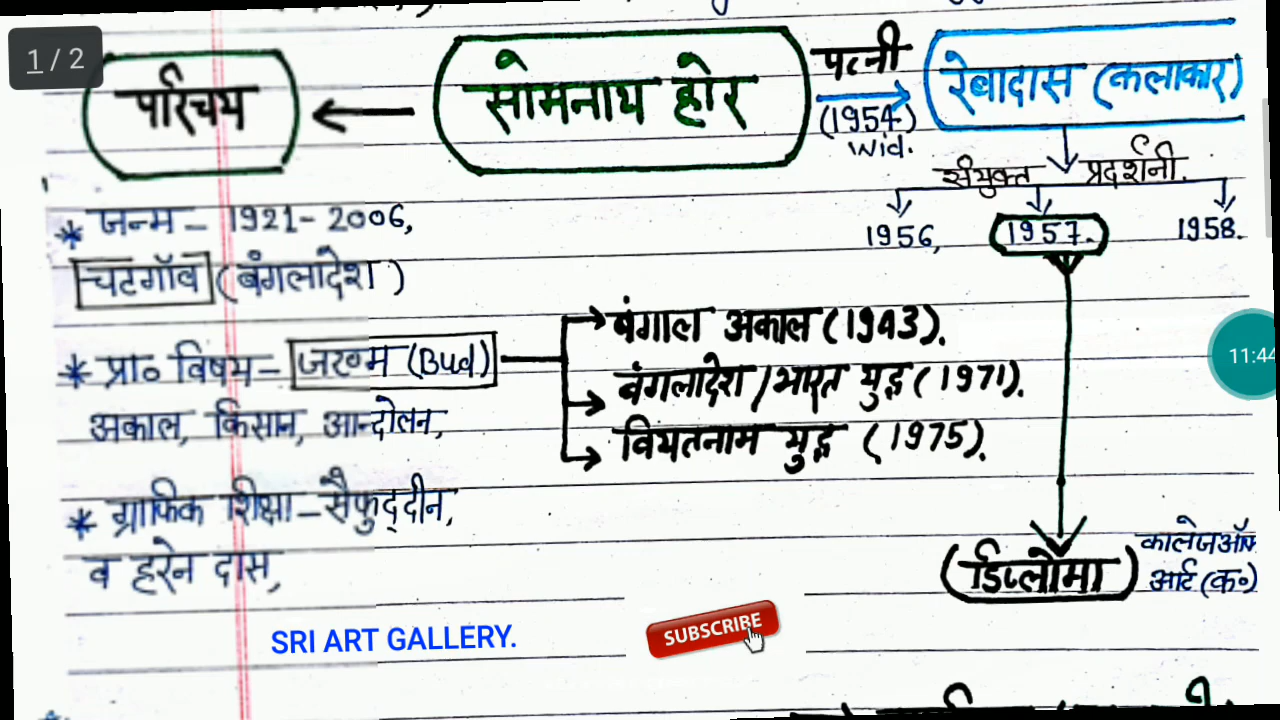 1 / 2
परिचय
सोमनाथ होर
पत्नी
(1954)
Wid.
रेवादास (कलाकार)
संयुक्त प्रदर्शनी.
1956, 1957. 1958.
* जन्म - 1921- 2006,
चटगाँव (बंगलादेश)
* प्रा० विषय- जख्म (Bud)
अकाल, किसान, आन्दोलन,
बंगाल अकाल (1943).
बंगलादेश/भारत युद्ध (1971).
वियतनाम युद्ध (1975).
11:44
* ग्राफिक शिक्षा - सैफुद्दीन,
व हरेन दास,
(डिप्लोमा)
कालेज ऑफ
आर्ट (क०)
SRI ART GALLERY.
SUBSCRIBE